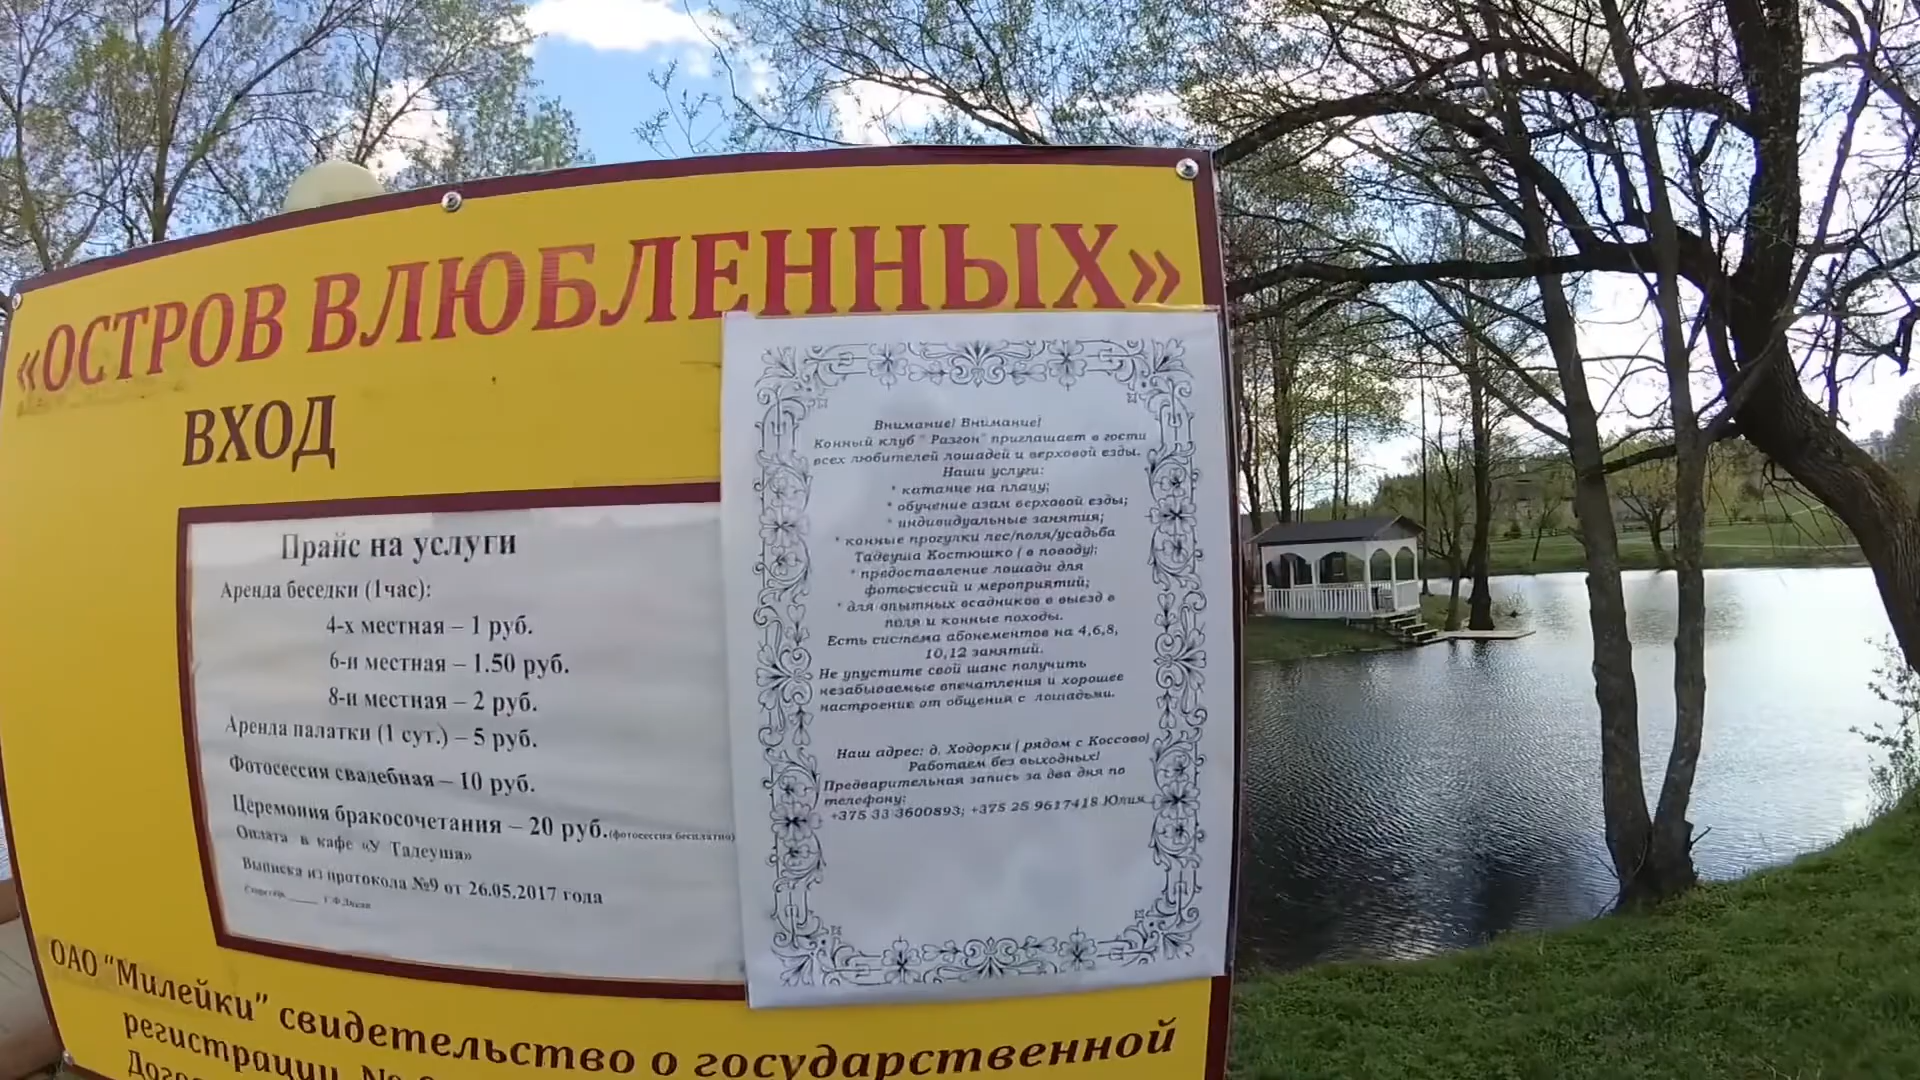 «ОСТРОВ ВЛЮБЛЕННЫХ»
ВХОД
Прайс на услуги
Аренда беседки (1час):
4-х местная – 1 руб.
6-и местная – 1.50 руб.
8-и местная – 2 руб.
Аренда палатки (1 сут.) – 5 руб.
Фотосессия свадебная – 10 руб.
Церемония бракосочетания – 20 руб.(фотосессия бесплатно)
Оплата в кафе «У Тадеуша»
Выписка из протокола №9 от 26.05.2017 года
ОАО "Милейки" свидетельство о государственной
регистрации №
Внимание! Внимание!
Конный клуб " Разгон" приглашает в гости
всех любителей лошадей и верховой езды.
Наши услуги:
* катание на плацу;
* обучение азам верховой езды;
* индивидуальные занятия;
* конные прогулки лес/поля/усадьба
Тадеуша Костюшко ( в поводу);
* предоставление лошади для
фотосессий и мероприятий;
* для опытных всадников в выезд в
поля и конные походы.
Есть система абонементов на 4,6,8,
10,12 занятий.
Не упустите свой шанс получить
незабываемые впечатления и хорошее
настроение от общения с лошадьми.
Наш адрес: д. Ходорки ( рядом с Коссово)
Работаем без выходных!
Предварительная запись за два дня по
телефону:
+375 33 3600893; +375 25 9617418 Юлия